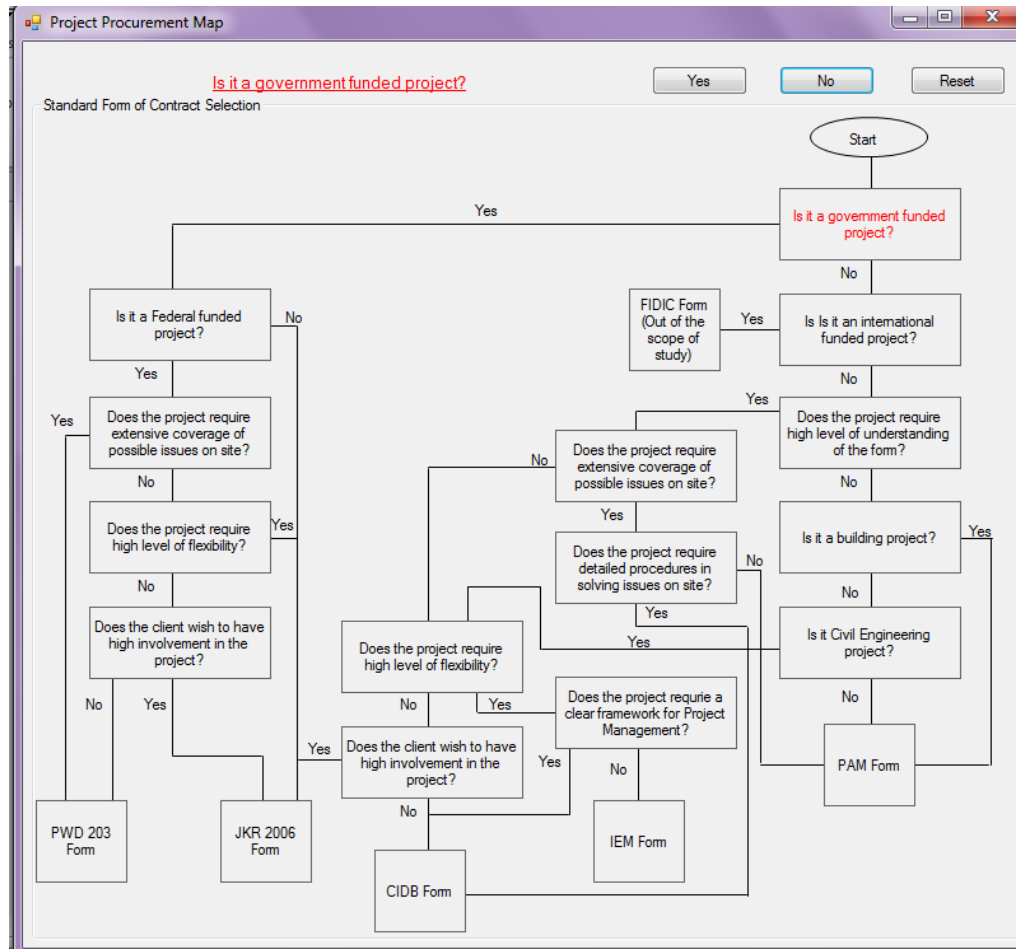 Project Procurement Map
Is it a government funded project?
Yes
No
Reset
Standard Form of Contract Selection
Start
Yes
Is it a government funded
project?
No
Is it a Federal funded
project?
No
FIDIC Form
(Out of the
scope of
study)
Yes
Is Is it an international
funded project?
Yes
No
Yes
Does the project require
extensive coverage of
possible issues on site?
Yes
Does the project require
high level of understanding
of the form?
No
Does the project require
extensive coverage of
possible issues on site?
No
No
Does the project require
high level of flexibility?
Yes
Yes
Is it a building project?
Yes
Does the project require
detailed procedures in
solving issues on site?
No
No
No
Does the client wish to have
high involvement in the
project?
Yes
Does the project require
high level of flexibility?
Yes
Is it Civil Engineering
project?
No
Yes
No
Yes
Does the project requrie a
clear framework for Project
Management?
No
Yes
Does the client wish to have
high involvement in the
project?
Yes
No
PAM Form
No
PWD 203
Form
JKR 2006
Form
IEM Form
CIDB Form